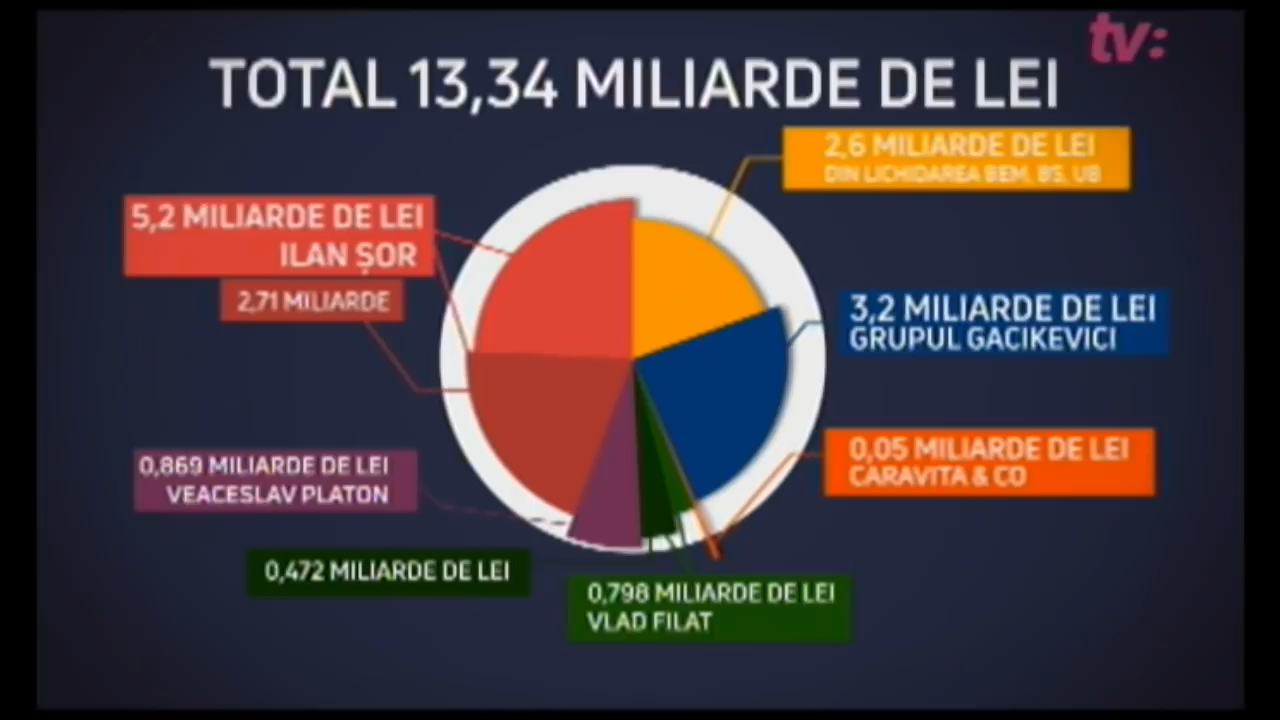 tv:
TOTAL 13,34 MILIARDE DE LEI
2,6 MILIARDE DE LEI
DIN LICHIDAREA BEM, BS, UB
5,2 MILIARDE DE LEI
ILAN ȘOR
2,71 MILIARDE
3,2 MILIARDE DE LEI
GRUPUL GACIKEVICI
0,05 MILIARDE DE LEI
CARAVITA & CO
0,869 MILIARDE DE LEI
VEACESLAV PLATON
0,472 MILIARDE DE LEI
0,798 MILIARDE DE LEI
VLAD FILAT